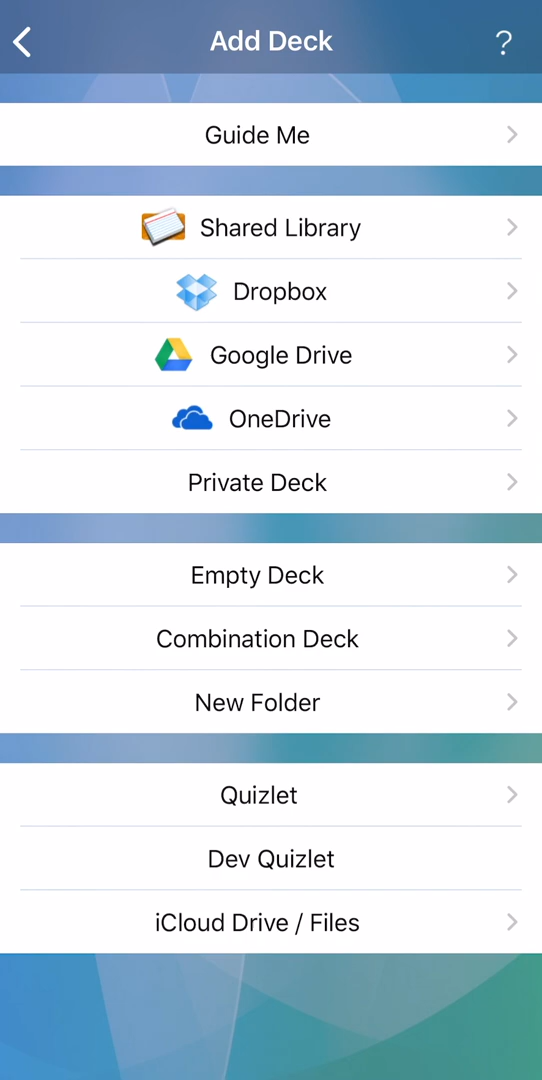 Add Deck
?
Guide Me
Shared Library
Dropbox
Google Drive
OneDrive
Private Deck
Empty Deck
Combination Deck
New Folder
Quizlet
Dev Quizlet
iCloud Drive / Files